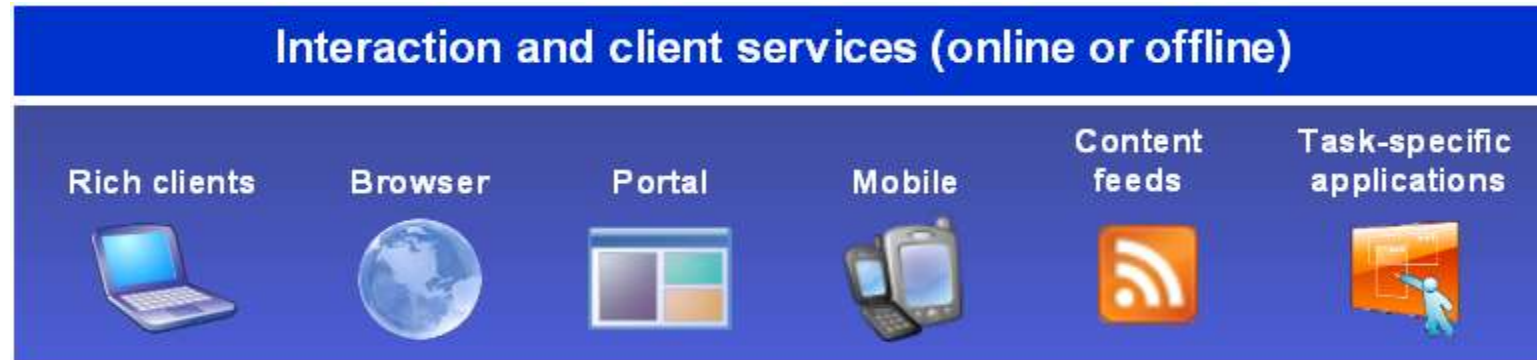 Interaction and client services (online or offline)
Rich clients
Browser
Portal
Mobile
Content
feeds
Task-specific
applications